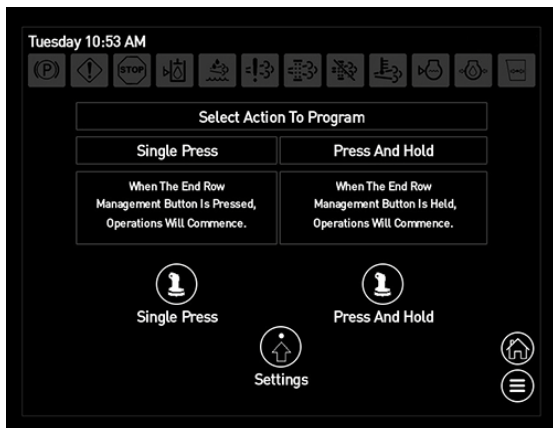 Tuesday 10:53 AM
(P)
!
STOP
Select Action To Program
Single Press
Press And Hold
When The End Row
Management Button Is Pressed,
Operations Will Commence.
When The End Row
Management Button Is Held,
Operations Will Commence.
Single Press
Press And Hold
Settings